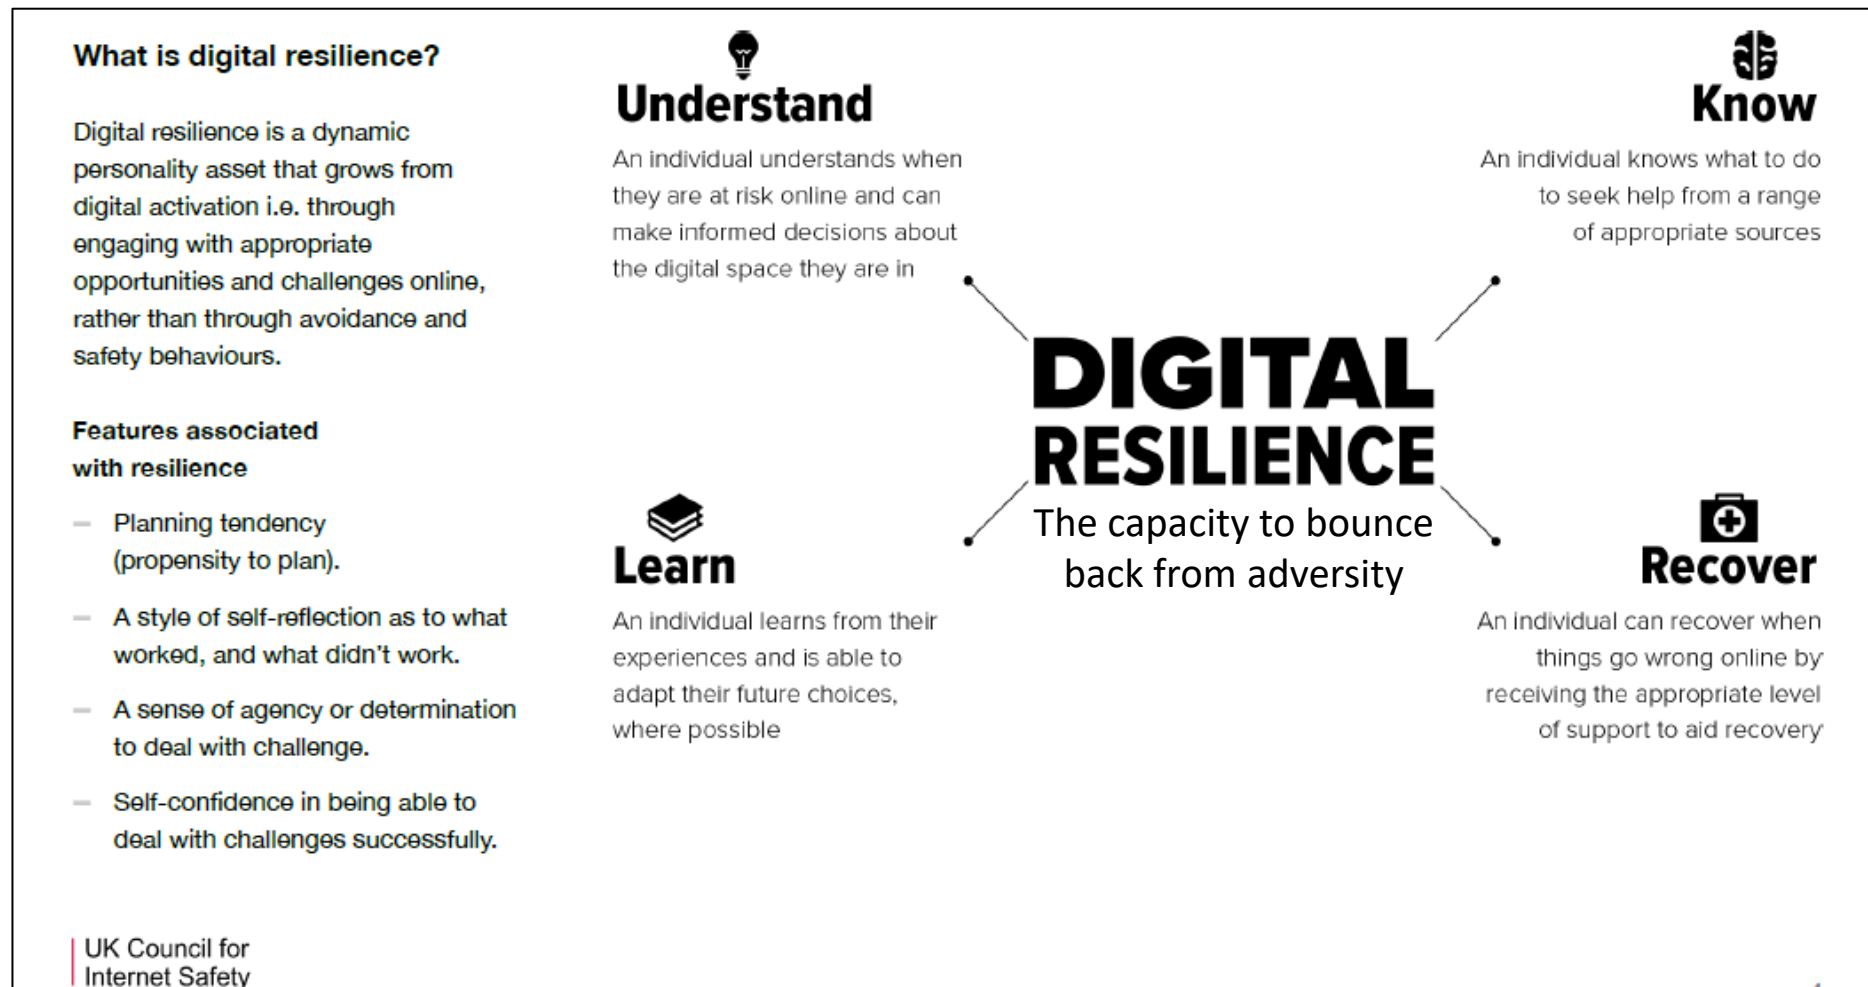 What is digital resilience?
Digital resilience is a dynamic
personality asset that grows from
digital activation i.e. through
engaging with appropriate
opportunities and challenges online,
rather than through avoidance and
safety behaviours.
Features associated
with resilience
— Planning tendency
(propensity to plan).
— A style of self-reflection as to what
worked, and what didn't work.
— A sense of agency or determination
to deal with challenge.
— Self-confidence in being able to
deal with challenges successfully.
UK Council for
Internet Safety
Understand
An individual understands when
they are at risk online and can
make informed decisions about
the digital space they are in
Know
An individual knows what to do
to seek help from a range
of appropriate sources
DIGITAL
RESILIENCE
The capacity to bounce
back from adversity
Learn
An individual learns from their
experiences and is able to
adapt their future choices,
where possible
Recover
An individual can recover when
things go wrong online by
receiving the appropriate level
of support to aid recovery